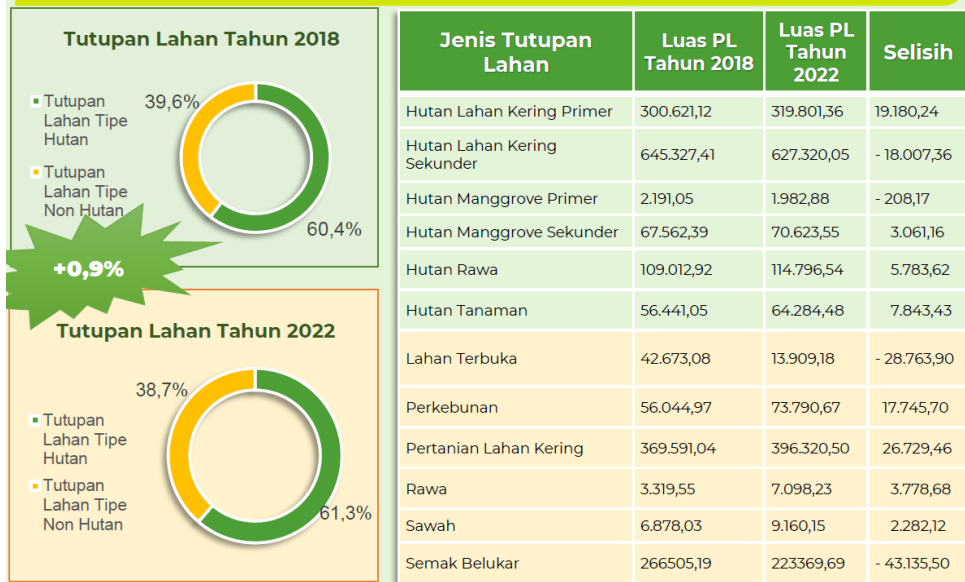 Tutupan Lahan Tahun 2018
Tutupan
Lahan Tipe
Hutan
Tutupan
Lahan Tipe
Non Hutan
39,6%
60,4%
+0,9%
Tutupan Lahan Tahun 2022
Tutupan
Lahan Tipe
Hutan
Tutupan
Lahan Tipe
Non Hutan
38,7%
61,3%
Jenis Tutupan Lahan | Luas PL Tahun 2018 | Luas PL Tahun 2022 | Selisih
Hutan Lahan Kering Primer | 300.621,12 | 319.801,36 | 19.180,24
Hutan Lahan Kering Sekunder | 645.327,41 | 627.320,05 | - 18.007,36
Hutan Manggrove Primer | 2.191,05 | 1.982,88 | - 208,17
Hutan Manggrove Sekunder | 67.562,39 | 70.623,55 | 3.061,16
Hutan Rawa | 109.012,92 | 114.796,54 | 5.783,62
Hutan Tanaman | 56.441,05 | 64.284,48 | 7.843,43
Lahan Terbuka | 42.673,08 | 13.909,18 | - 28.763,90
Perkebunan | 56.044,97 | 73.790,67 | 17.745,70
Pertanian Lahan Kering | 369.591,04 | 396.320,50 | 26.729,46
Rawa | 3.319,55 | 7.098,23 | 3.778,68
Sawah | 6.878,03 | 9.160,15 | 2.282,12
Semak Belukar | 266505,19 | 223369,69 | - 43.135,50